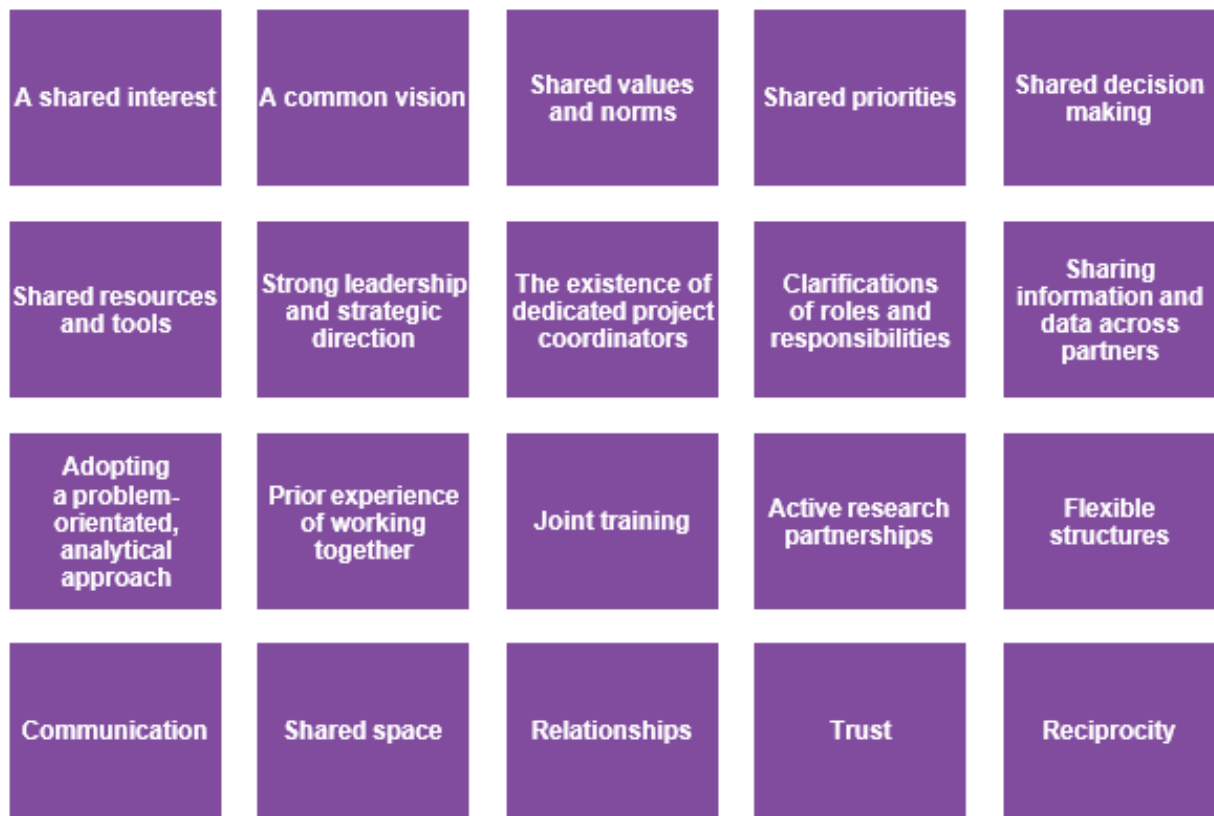 A shared interest
A common vision
Shared values
and norms
Shared priorities
Shared decision
making
Shared resources
and tools
Strong leadership
and strategic
direction
The existence of
dedicated project
coordinators
Clarifications
of roles and
responsibilities
Sharing
information and
data across
partners
Adopting
a problem-
orientated,
analytical
approach
Prior experience
of working
together
Joint training
Active research
partnerships
Flexible
structures
Communication
Shared space
Relationships
Trust
Reciprocity